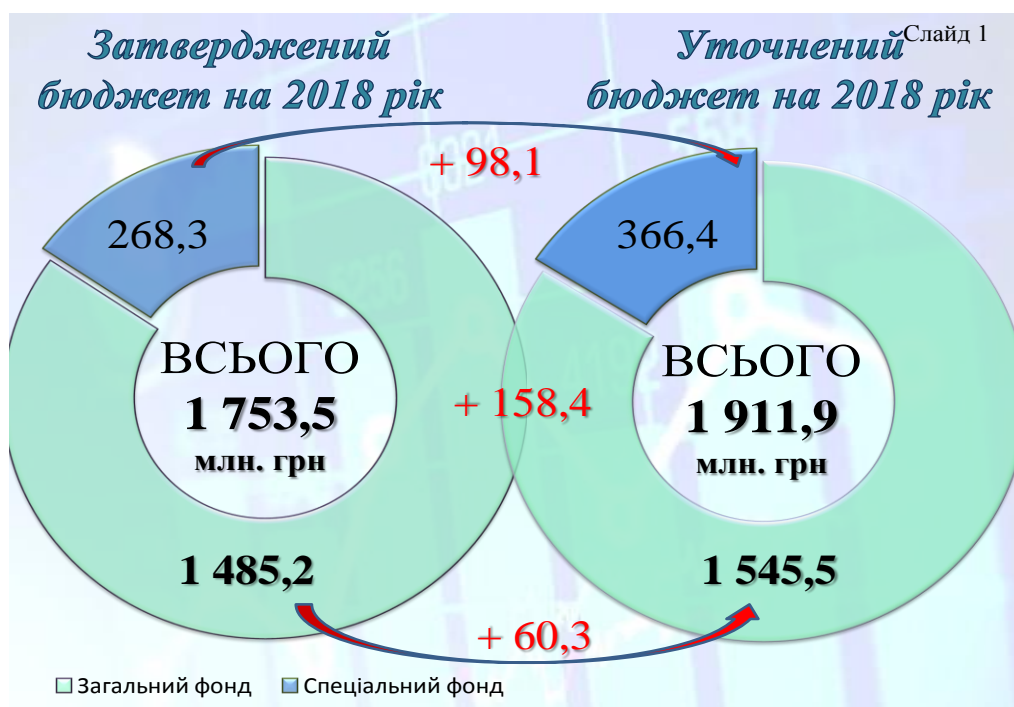 Слайд 1
Затверджений
бюджет на 2018 рік
Уточнений
бюджет на 2018 рік
+ 98,1
268,3
366,4
ВСЬОГО
1 753,5
млн. грн
+ 158,4
ВСЬОГО
1 911,9
млн. грн
1 485,2
1 545,5
+ 60,3
Загальний фонд
Спеціальний фонд